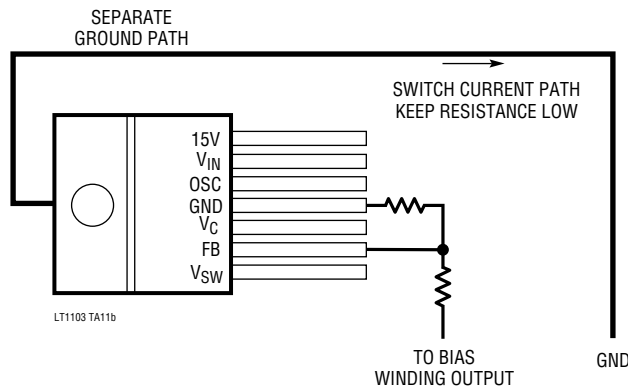 SEPARATE
GROUND PATH
SWITCH CURRENT PATH
KEEP RESISTANCE LOW
15V
VIN
OSC
GND
VC
FB
VSW
LT1103 TA11b
TO BIAS
WINDING OUTPUT
GND